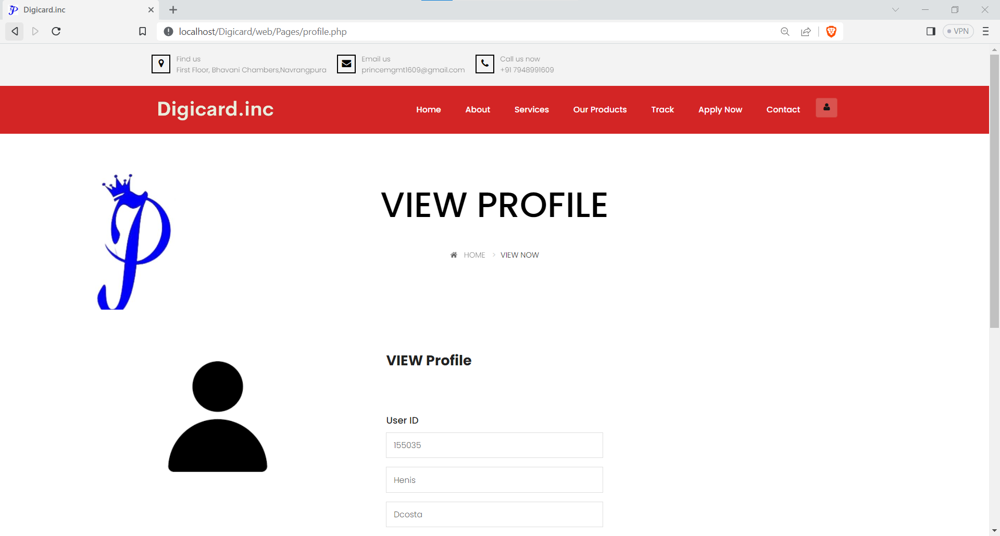 Digicard.inc
localhost/Digicard/web/Pages/profile.php
VPN
Find us
First Floor, Bhavani Chambers,Navrangpura
Email us
princemgmt1609@gmail.com
Call us now
+91 7948991609
Digicard.inc
Home About Services Our Products Track Apply Now Contact
VIEW PROFILE
HOME > VIEW NOW
VIEW Profile
User ID
155035
Henis
Dcosta